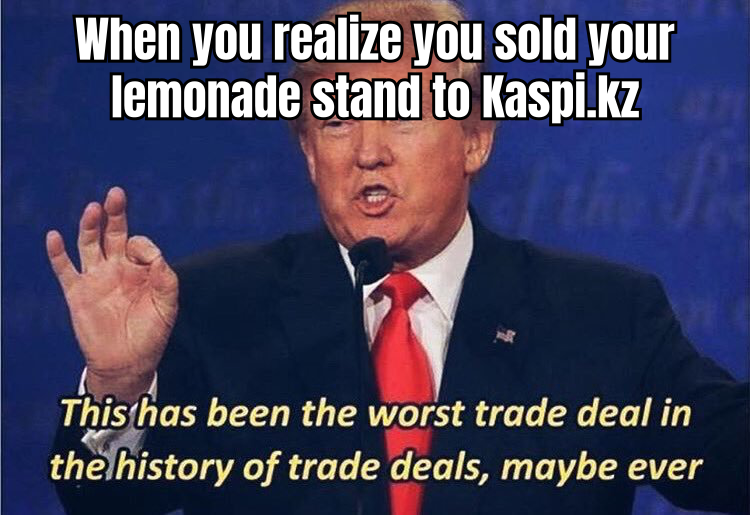 When you realize you sold your
lemonade stand to Kaspi.kz
This has been the worst trade deal in
the history of trade deals, maybe ever